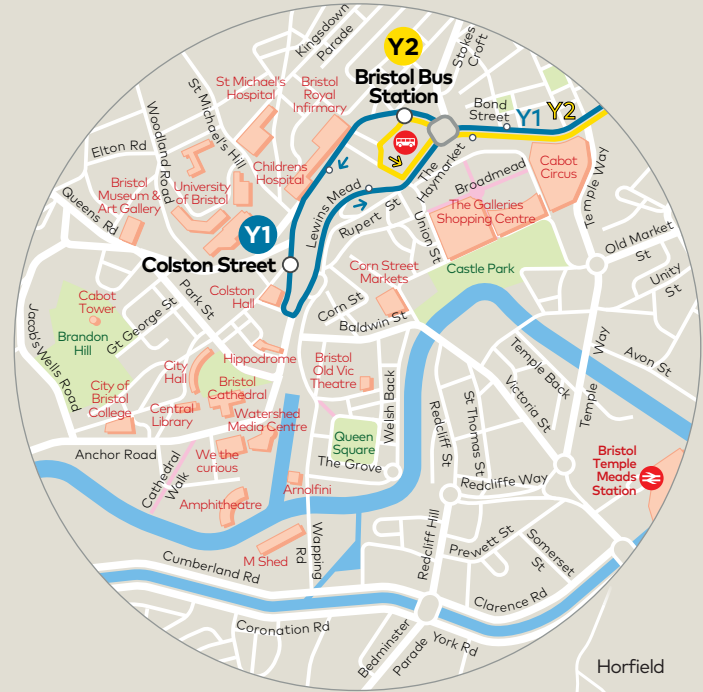 Kingsdown
Parade
Y2
Stokes
Croft
Bristol Bus
Station
St Michael's
Hospital
Bristol
Royal
Infirmary
St Michael's Hill
Woodland Road
Bond
Street
Y1
Y2
Elton Rd
Childrens
Hospital
The
Haymarket
Broadmead
Cabot
Circus
Temple Way
Queens Rd
Bristol
Museum &
Art Gallery
University
of Bristol
Lewins Mead
Rupert St
Union St
The Galleries
Shopping Centre
Y1
Colston Street
Old Market
St
Unity
St
Corn Street
Markets
Castle Park
Colston
Hall
Park St
Corn St
Baldwin St
Cabot
Tower
Brandon
Hill
Gt George St
Jacob's Wells Road
Hippodrome
City
Hall
Bristol
Old Vic
Theatre
Temple Back
Temple Way
Avon St
Victoria St
City of
Bristol
College
Bristol
Cathedral
Central
Library
Watershed
Media Centre
Welsh Back
Redcliff St
St Thomas St
Queen
Square
The Grove
Anchor Road
Cathedral
Walk
We the
curious
Bristol
Temple
Meads
Station
Redcliffe Way
Arnolfini
Amphitheatre
M Shed
Wapping
Rd
Redcliff Hill
Prewett St
Somerset
St
Cumberland Rd
Clarence Rd
Coronation Rd
Bedminster
Parade
York Rd
Horfield